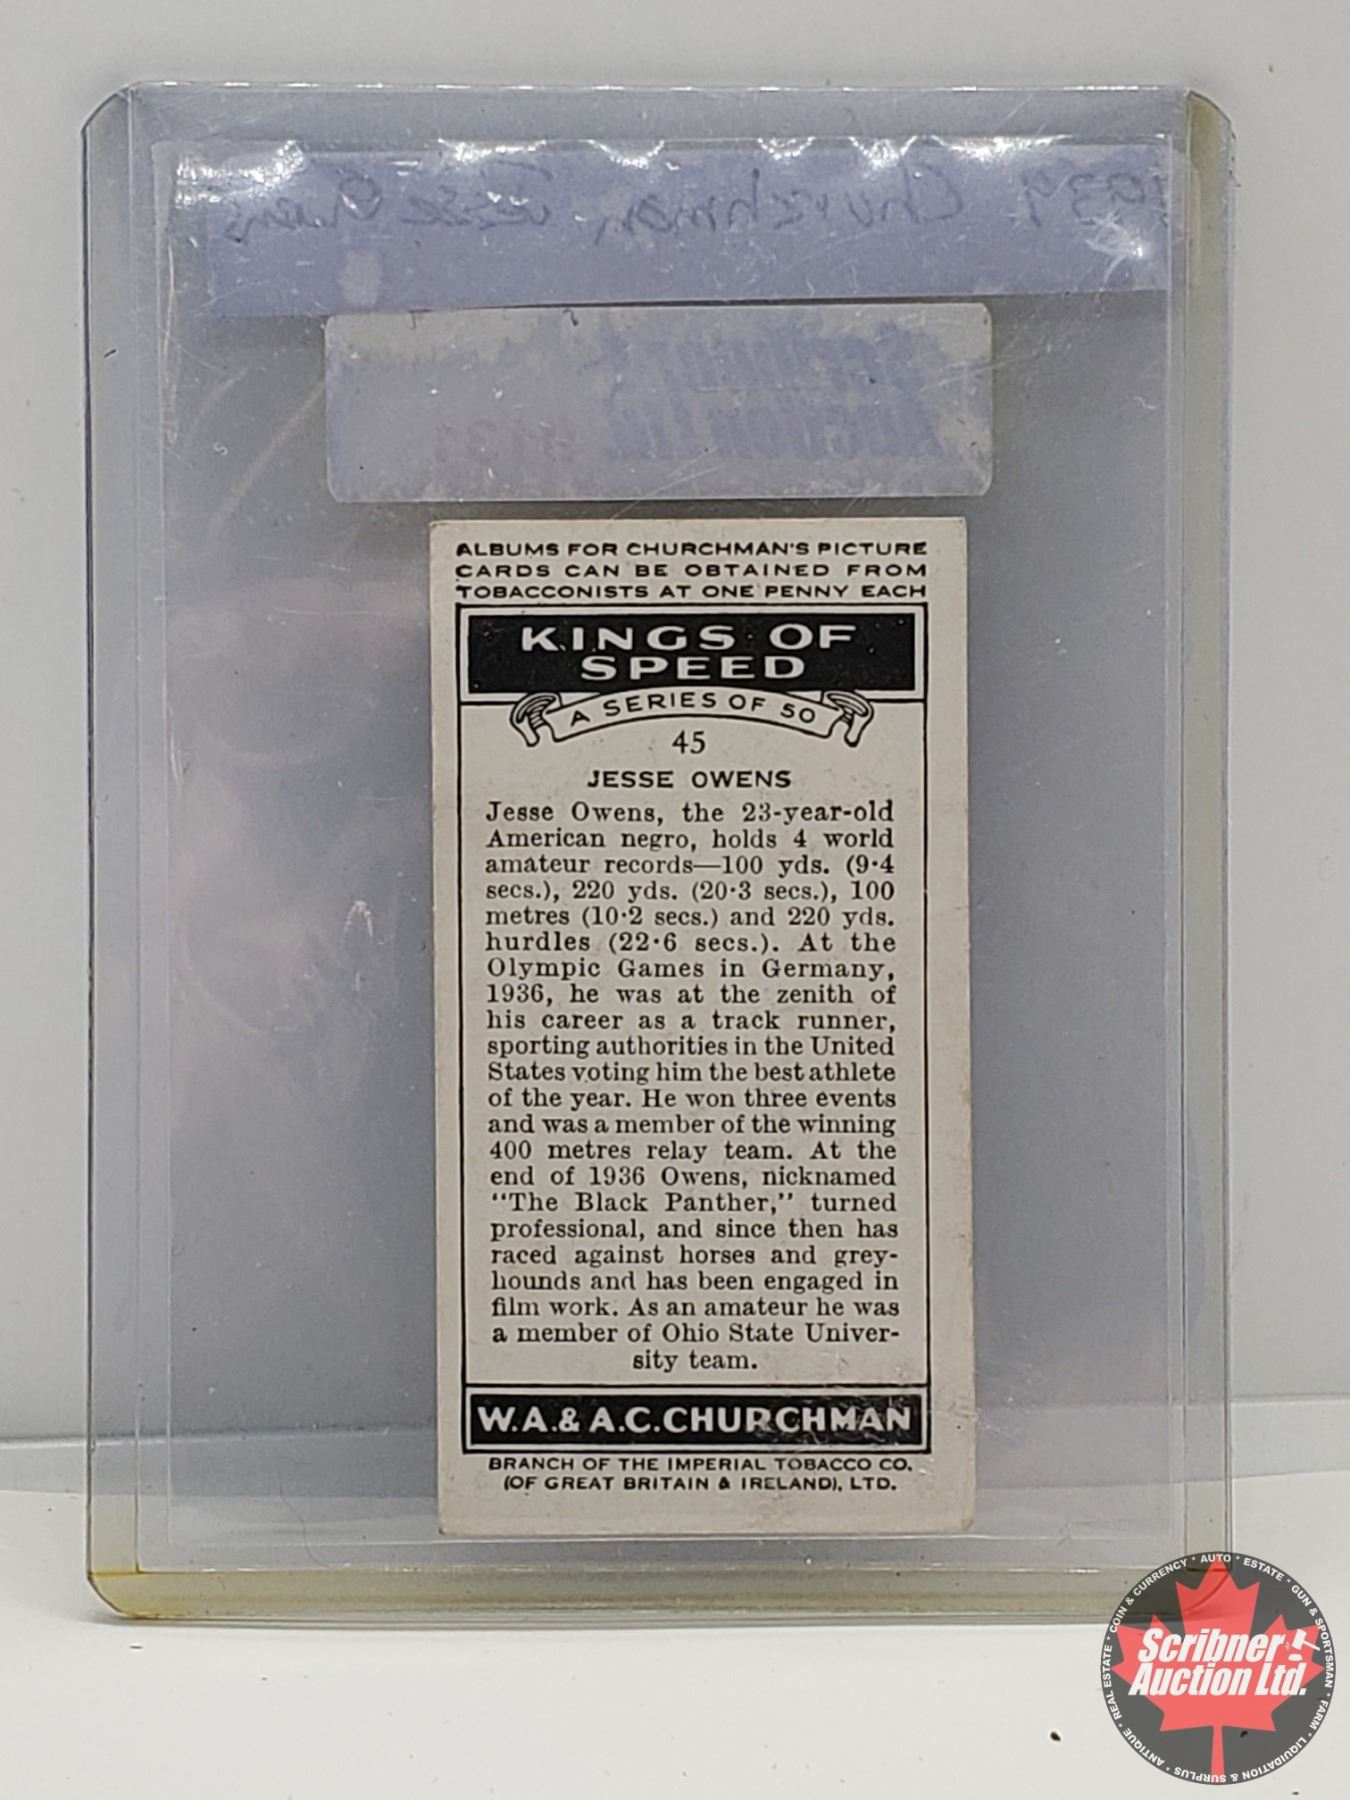 1939 Churchman, Jesse Owens
Scribner
Auction Ltd. 9131
ALBUMS FOR CHURCHMAN'S PICTURE
CARDS CAN BE OBTAINED FROM
TOBACCONISTS AT ONE PENNY EACH
KINGS OF
SPEED
A SERIES OF 50
45
JESSE OWENS
Jesse Owens, the 23-year-old
American negro, holds 4 world
amateur records—100 yds. (9·4
secs.), 220 yds. (20·3 secs.), 100
metres (10·2 secs.) and 220 yds.
hurdles (22·6 secs.). At the
Olympic Games in Germany,
1936, he was at the zenith of
his career as a track runner,
sporting authorities in the United
States voting him the best athlete
of the year. He won three events
and was a member of the winning
400 metres relay team. At the
end of 1936 Owens, nicknamed
"The Black Panther," turned
professional, and since then has
raced against horses and grey-
hounds and has been engaged in
film work. As an amateur he was
a member of Ohio State Univer-
sity team.
W.A.& A.C.CHURCHMAN
BRANCH OF THE IMPERIAL TOBACCO CO.
(OF GREAT BRITAIN & IRELAND), LTD.
COIN & CURRENCY * AUTO * ESTATE * GUN & SPORTSMAN * FARM * LIQUIDATION & SURPLUS * ANTIQUE * REAL ESTATE *
Scribner
Auction Ltd.